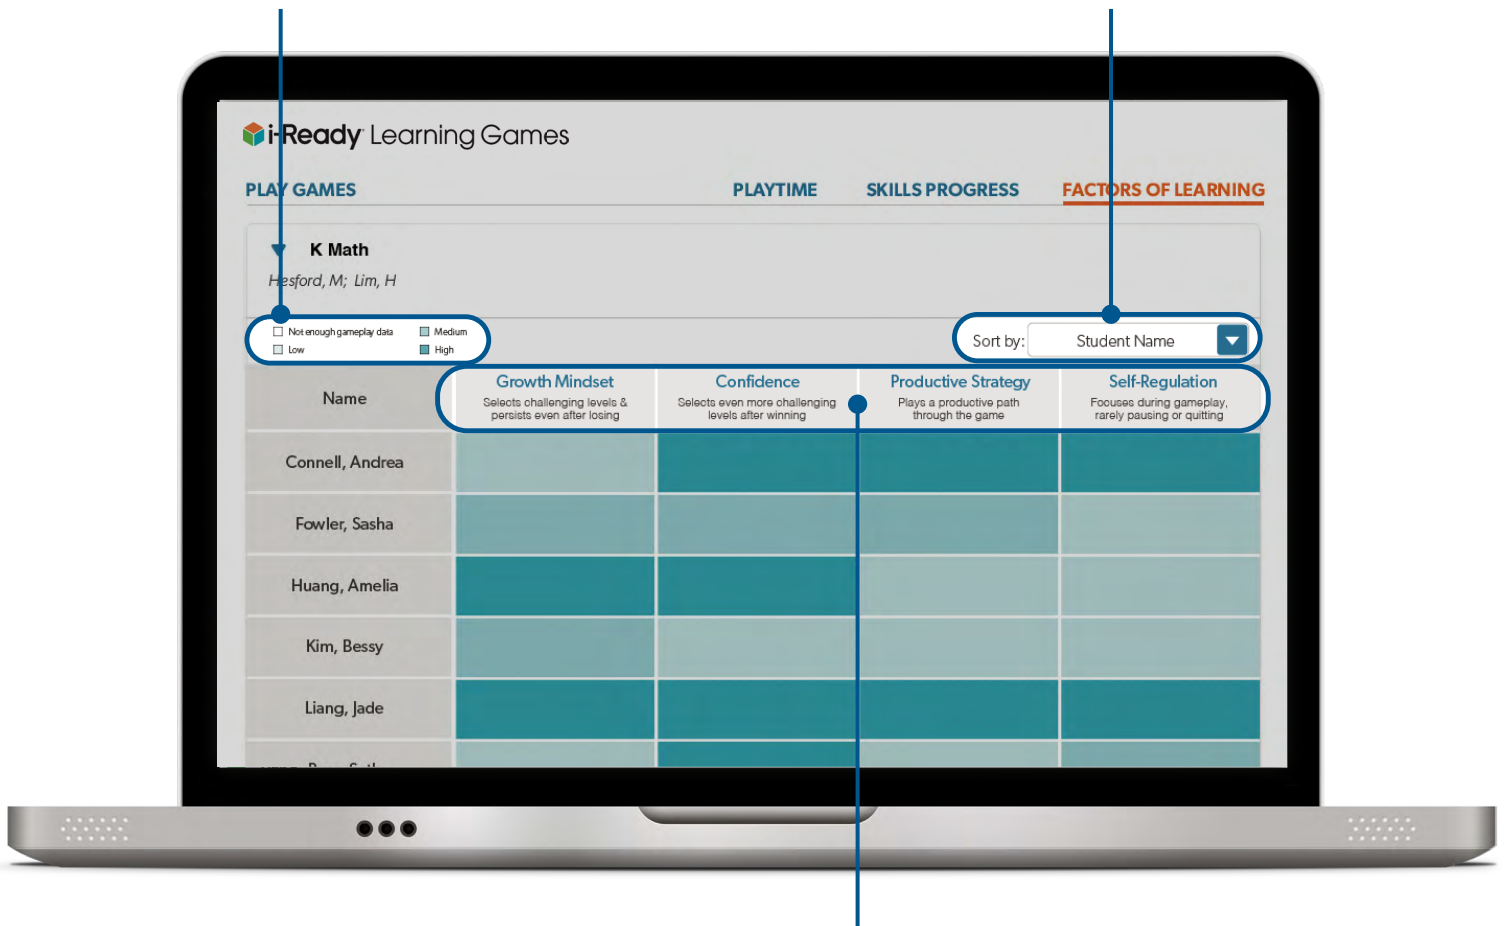 i-Ready Learning Games
PLAY GAMES
PLAYTIME
SKILLS PROGRESS
FACTORS OF LEARNING
K Math
Hesford, M; Lim, H
Not enough gameplay data
Medium
Low
High
Sort by:
Student Name
Name
Growth Mindset
Selects challenging levels &
persists even after losing
Confidence
Selects even more challenging
levels after winning
Productive Strategy
Plays a productive path
through the game
Self-Regulation
Focuses during gameplay,
rarely pausing or quitting
Connell, Andrea
Fowler, Sasha
Huang, Amelia
Kim, Bessy
Liang, Jade